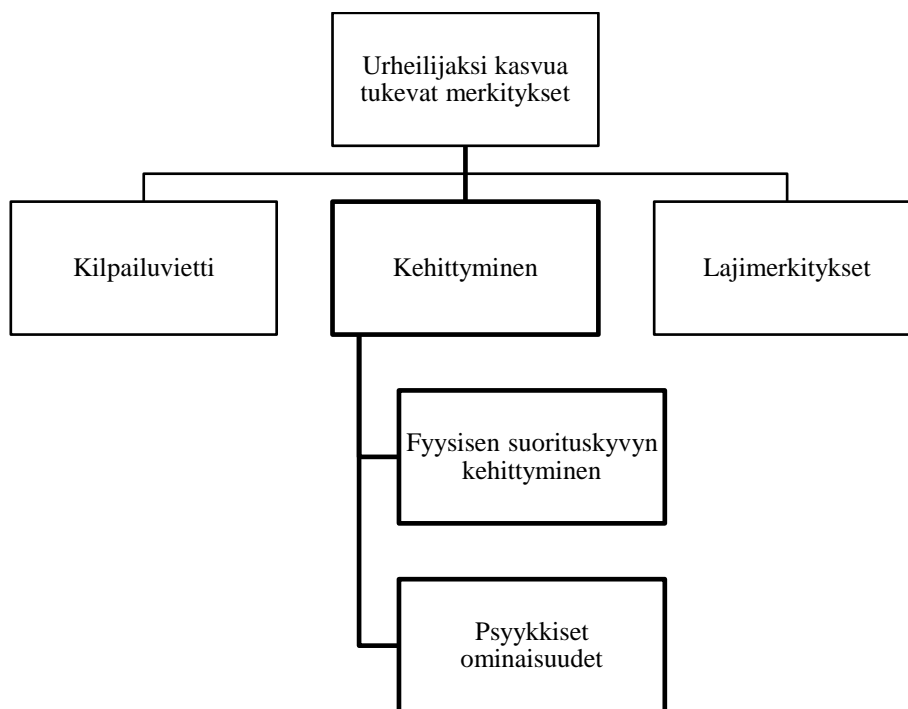 Urheilijaksi kasvua
tukevat merkitykset
Kilpailuvietti
Kehittyminen
Lajimerkitykset
Fyysisen suorituskyvyn
kehittyminen
Psyykkiset
ominaisuudet